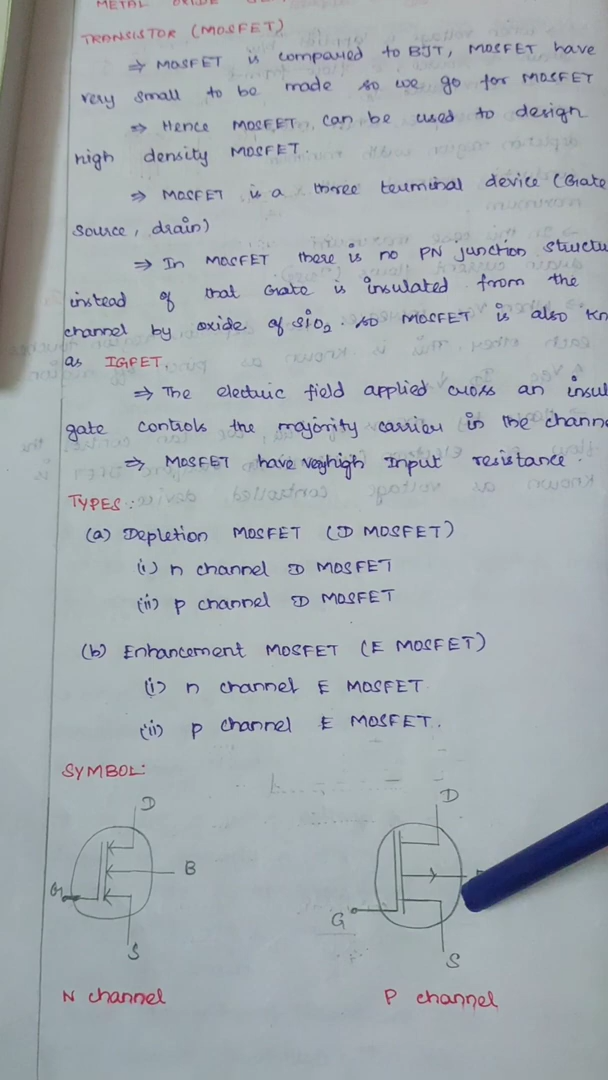 METAL OXIDE
TRANSISTOR (MOSFET)
⇒ MOSFET is compared to BJT, MOSFET have
very small to be made so we go for MOSFET
⇒ Hence MOSFET can be used to design
high density MOSFET.
⇒ MOSFET is a three terminal device (Gate
Source, drain)
⇒ In MOSFET there is no PN junction structu
instead of that Gate is insulated from the
channel by oxide of SiO₂. so MOSFET is also kn
as IGFET.
⇒ The electric field applied cross an insul
gate controls the majority carrier in the chann
⇒ MOSFET have very high Input resistance.
TYPES:
(a) Depletion MOSFET (D MOSFET)
(i) n channel D MOSFET
(ii) p channel D MOSFET
(b) Enhancement MOSFET (E MOSFET)
(i) n channel E MOSFET
(ii) p channel E MOSFET.
SYMBOL:
D D
B
G G
S S
N channel P channel